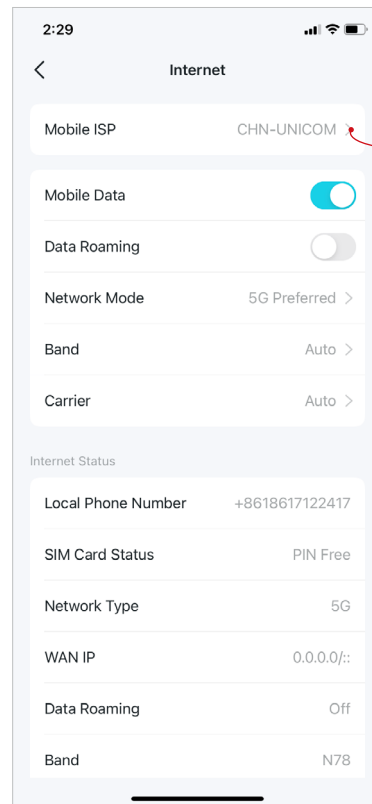 2:29
Internet
Mobile ISP CHN-UNICOM
Mobile Data
Data Roaming
Network Mode 5G Preferred
Band Auto
Carrier Auto
Internet Status
Local Phone Number +8618617122417
SIM Card Status PIN Free
Network Type 5G
WAN IP 0.0.0.0/::
Data Roaming Off
Band N78